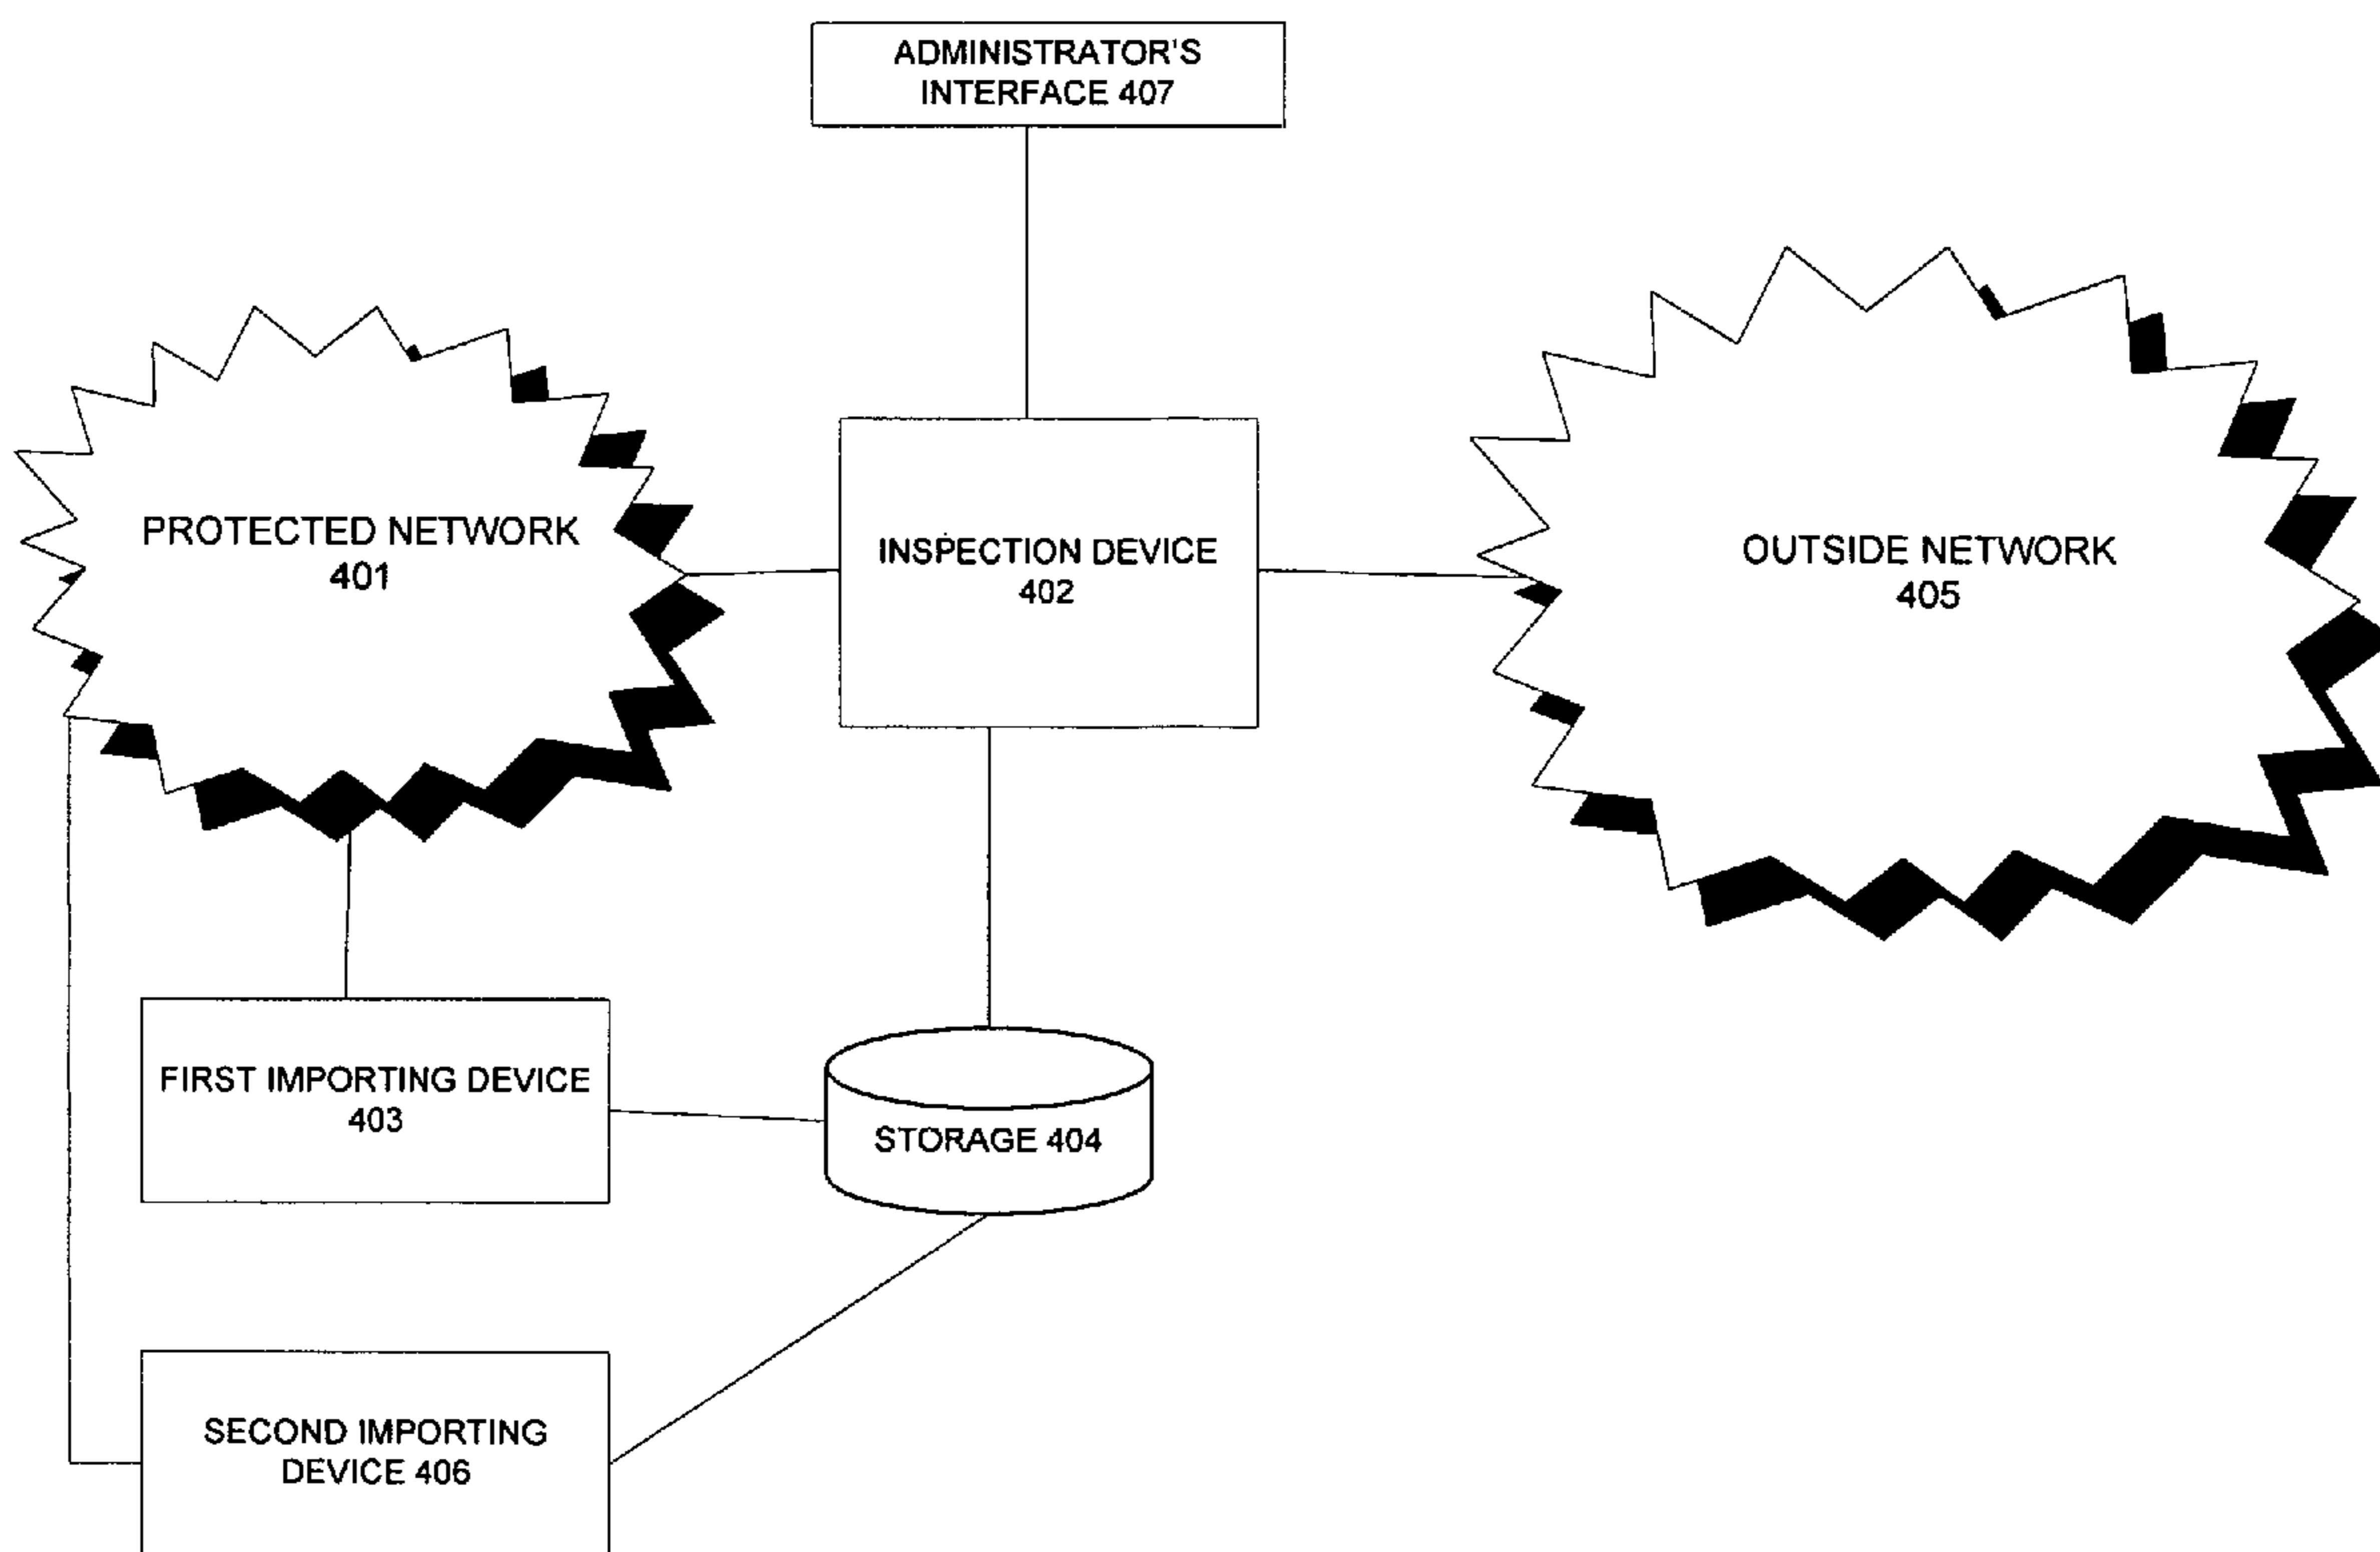 ADMINISTRATOR'S
INTERFACE 407
PROTECTED NETWORK
401
INSPECTION DEVICE
402
OUTSIDE NETWORK
405
FIRST IMPORTING DEVICE
403
STORAGE 404
SECOND IMPORTING
DEVICE 406